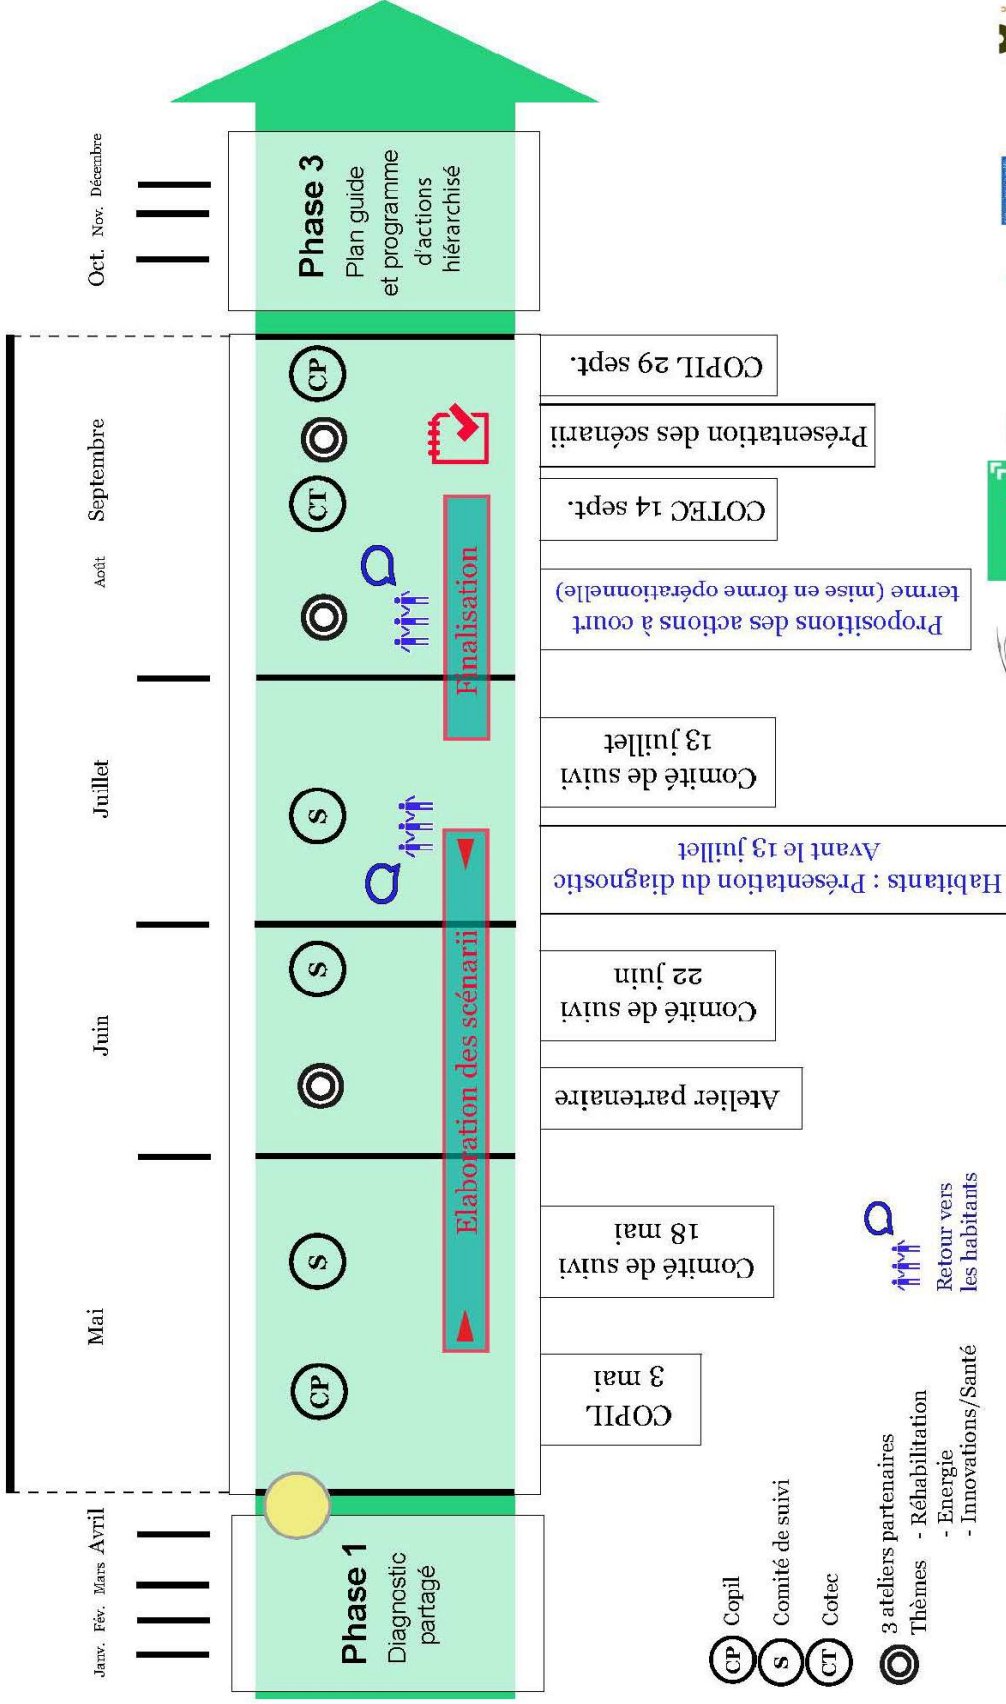 Janv. Fév. Mars Avril
Mai
Juin
Juillet
Août
Septembre
Oct. Nov. Décembre
Phase 1
Diagnostic
partagé
CP
S
S
S
CT
CP
Elaboration des scénarii
Finalisation
Phase 3
Plan guide
et programme
d'actions
hiérarchisé
COPIL
3 mai
Comité de suivi
18 mai
Atelier partenaire
Comité de suivi
22 juin
Habitants : Présentation du diagnostic
Avant le 13 juillet
Comité de suivi
13 juillet
Propositions des actions à court
terme (mise en forme opérationnelle)
COTEC 14 sept.
Présentation des scénarii
COPIL 29 sept.
CP Copil
S Comité de suivi
CT Cotec
3 ateliers partenaires
Thèmes - Réhabilitation
- Energie
- Innovations/Santé
Retour vers
les habitants